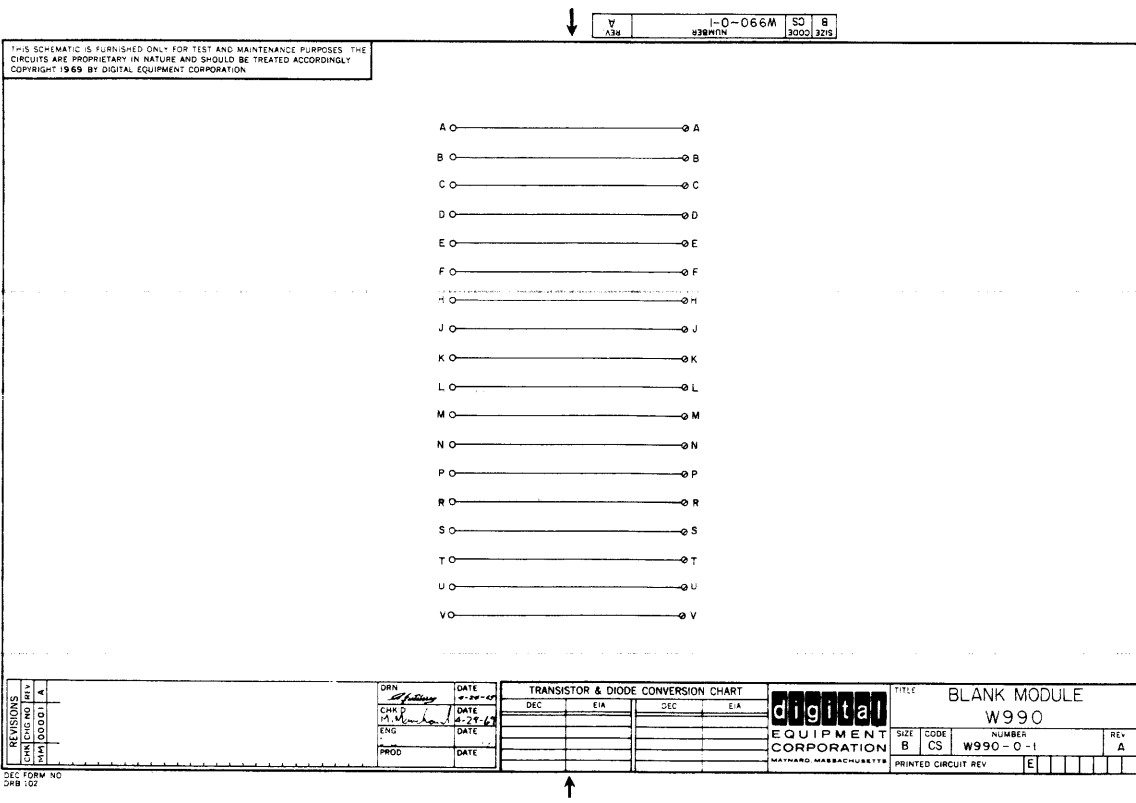 SIZE CODE NUMBER REV
B CS W990-0-1 A
THIS SCHEMATIC IS FURNISHED ONLY FOR TEST AND MAINTENANCE PURPOSES THE
CIRCUITS ARE PROPRIETARY IN NATURE AND SHOULD BE TREATED ACCORDINGLY
COPYRIGHT 1969 BY DIGITAL EQUIPMENT CORPORATION
A A
B B
C C
D D
E E
F F
H H
J J
K K
L L
M M
N N
P P
R R
S S
T T
U U
V V
REVISIONS
CHK CHG NO REV
MM 00001 A
DRN DATE
CHK'D DATE
4-29-69
ENG DATE
PROD DATE
TRANSISTOR & DIODE CONVERSION CHART
DEC EIA DEC EIA
digital
EQUIPMENT
CORPORATION
MAYNARD, MASSACHUSETTS
TITLE
BLANK MODULE
W990
SIZE CODE NUMBER REV
B CS W990-0-1 A
PRINTED CIRCUIT REV E
DEC FORM NO
DRB 102